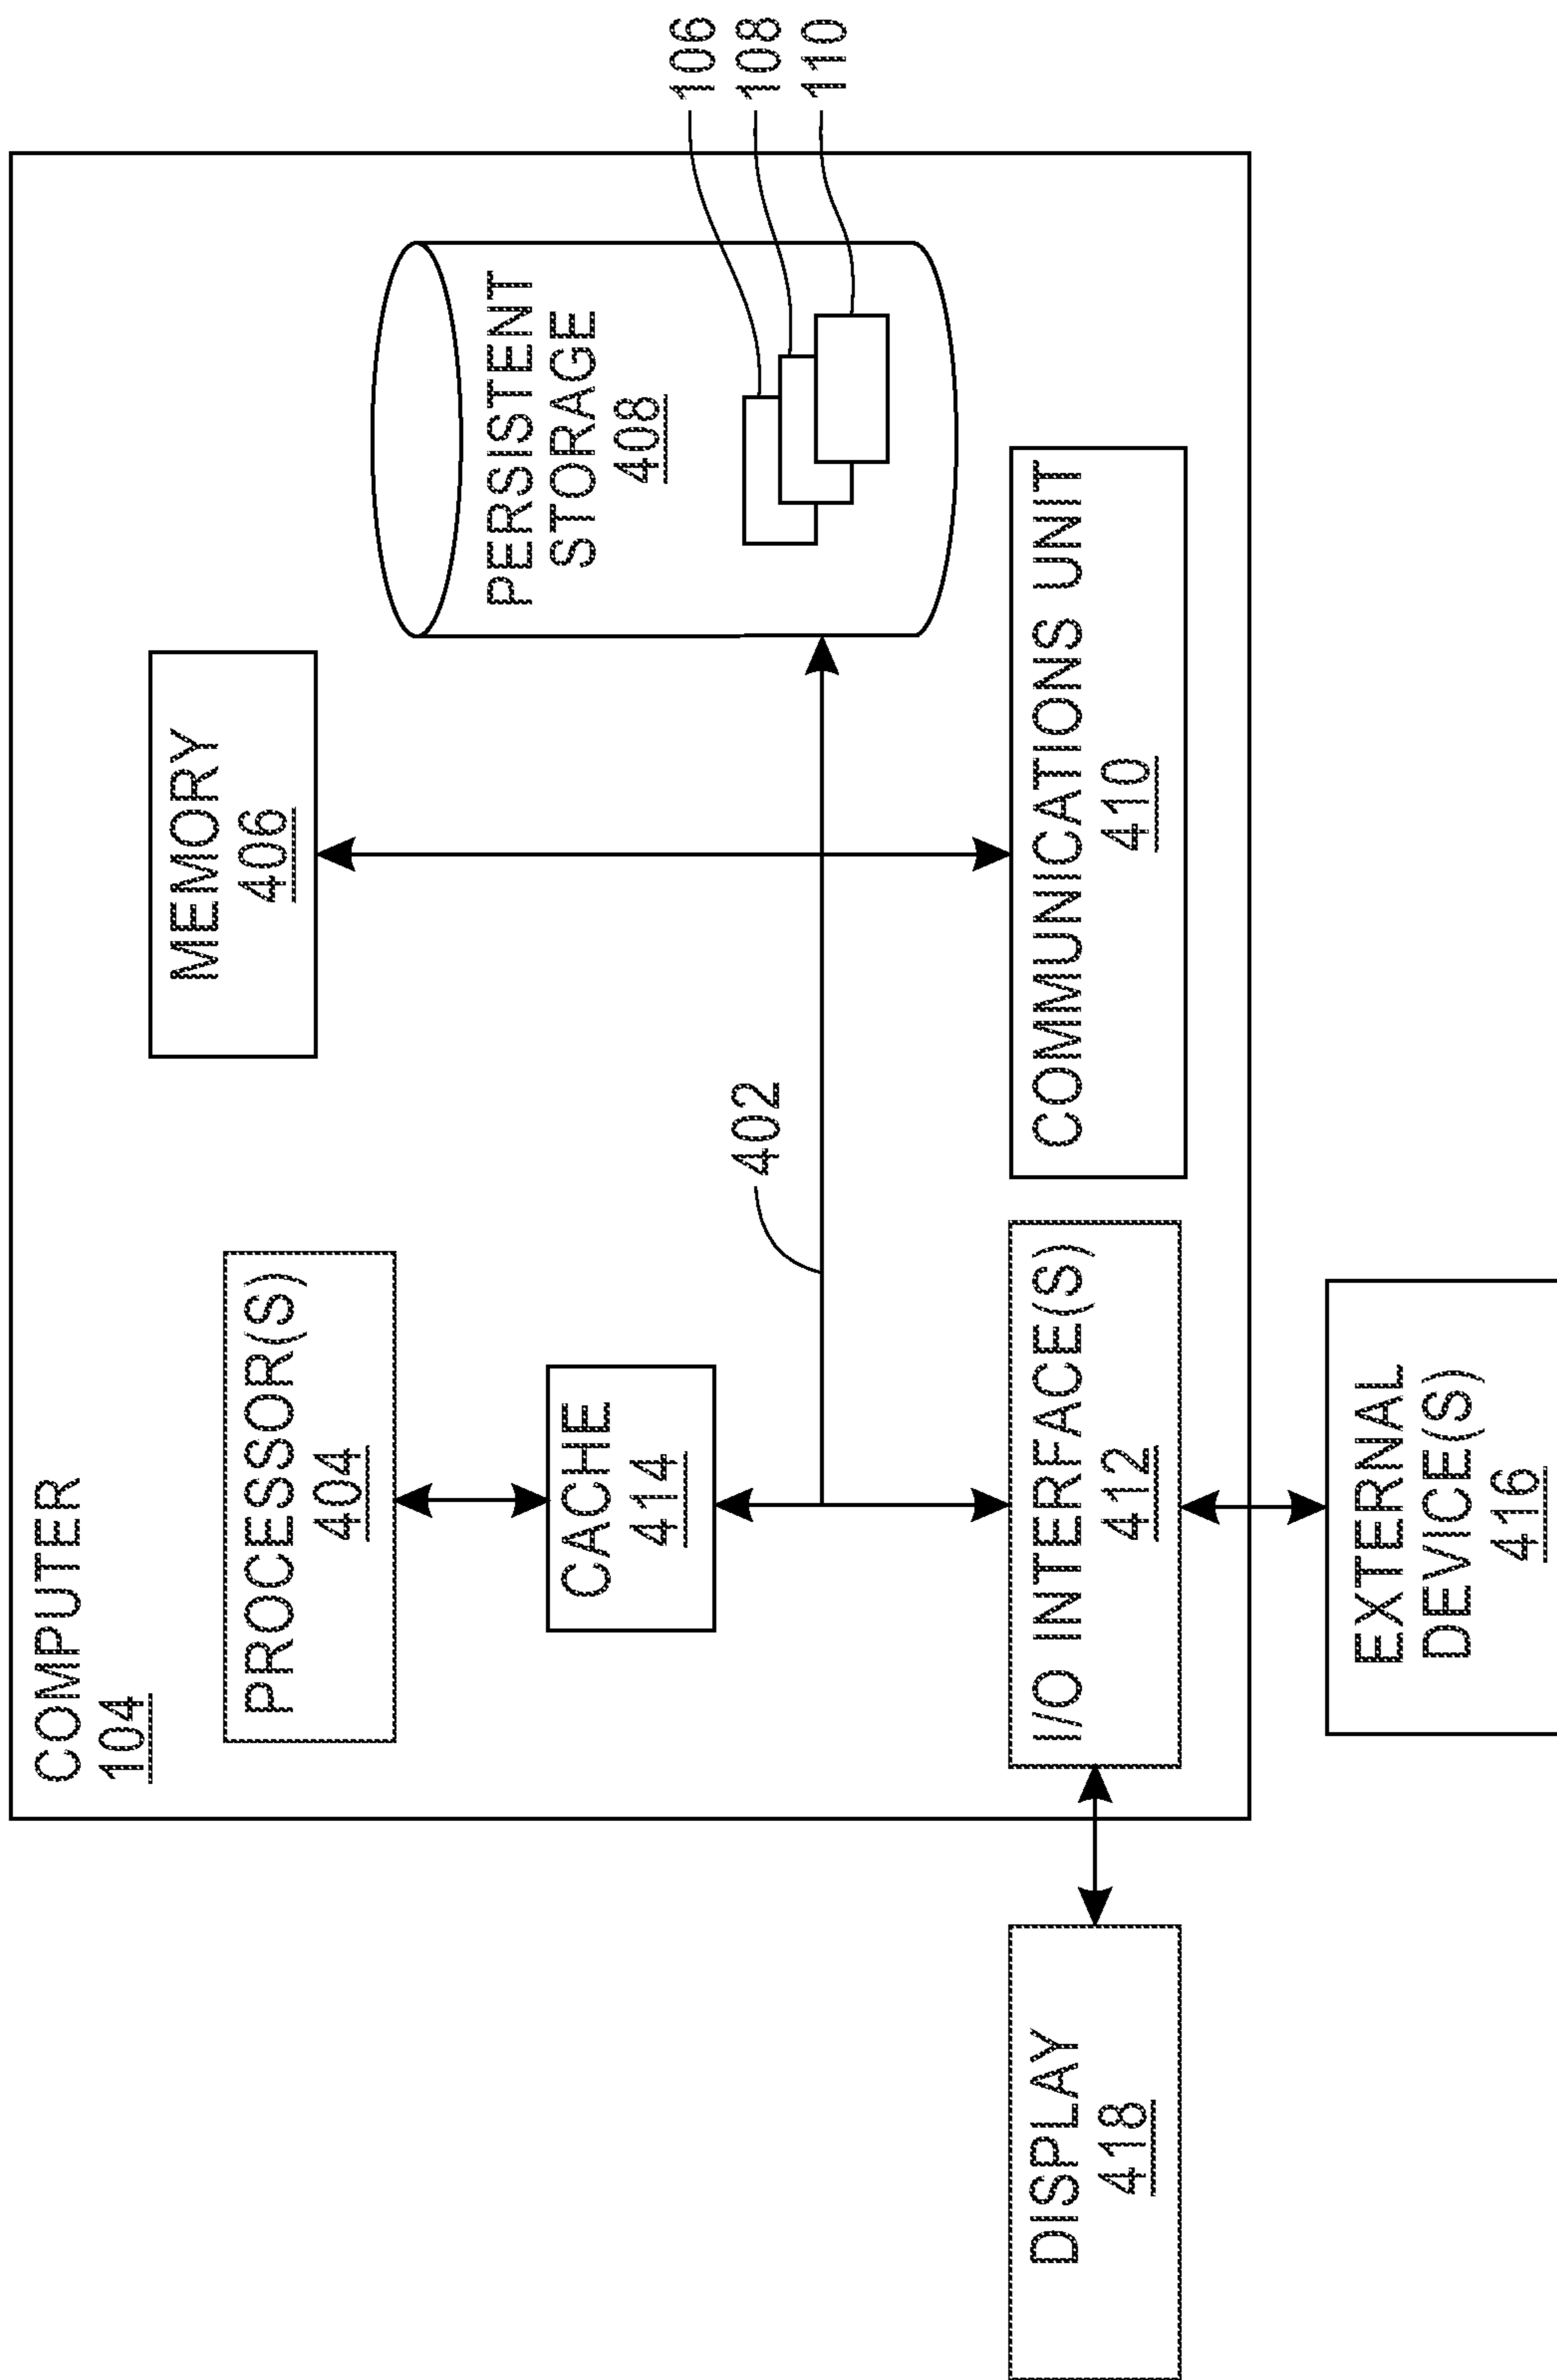 COMPUTER
104
PROCESSOR(S)
404
MEMORY
406
CACHE
414
PERSISTENT
STORAGE
408
106
108
110
402
I/O INTERFACE(S)
412
COMMUNICATIONS UNIT
410
DISPLAY
418
EXTERNAL
DEVICE(S)
416